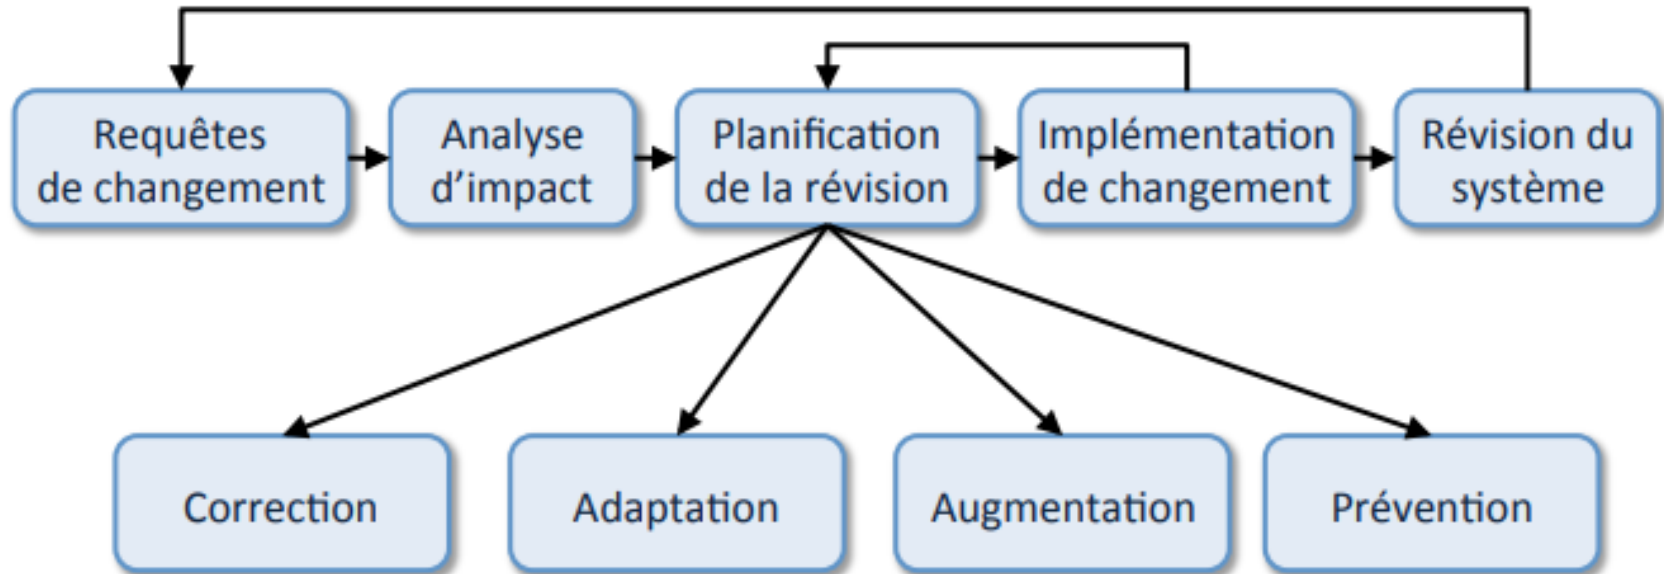 Requêtes
de changement
Analyse
d’impact
Planification
de la révision
Implémentation
de changement
Révision du
système
Correction
Adaptation
Augmentation
Prévention